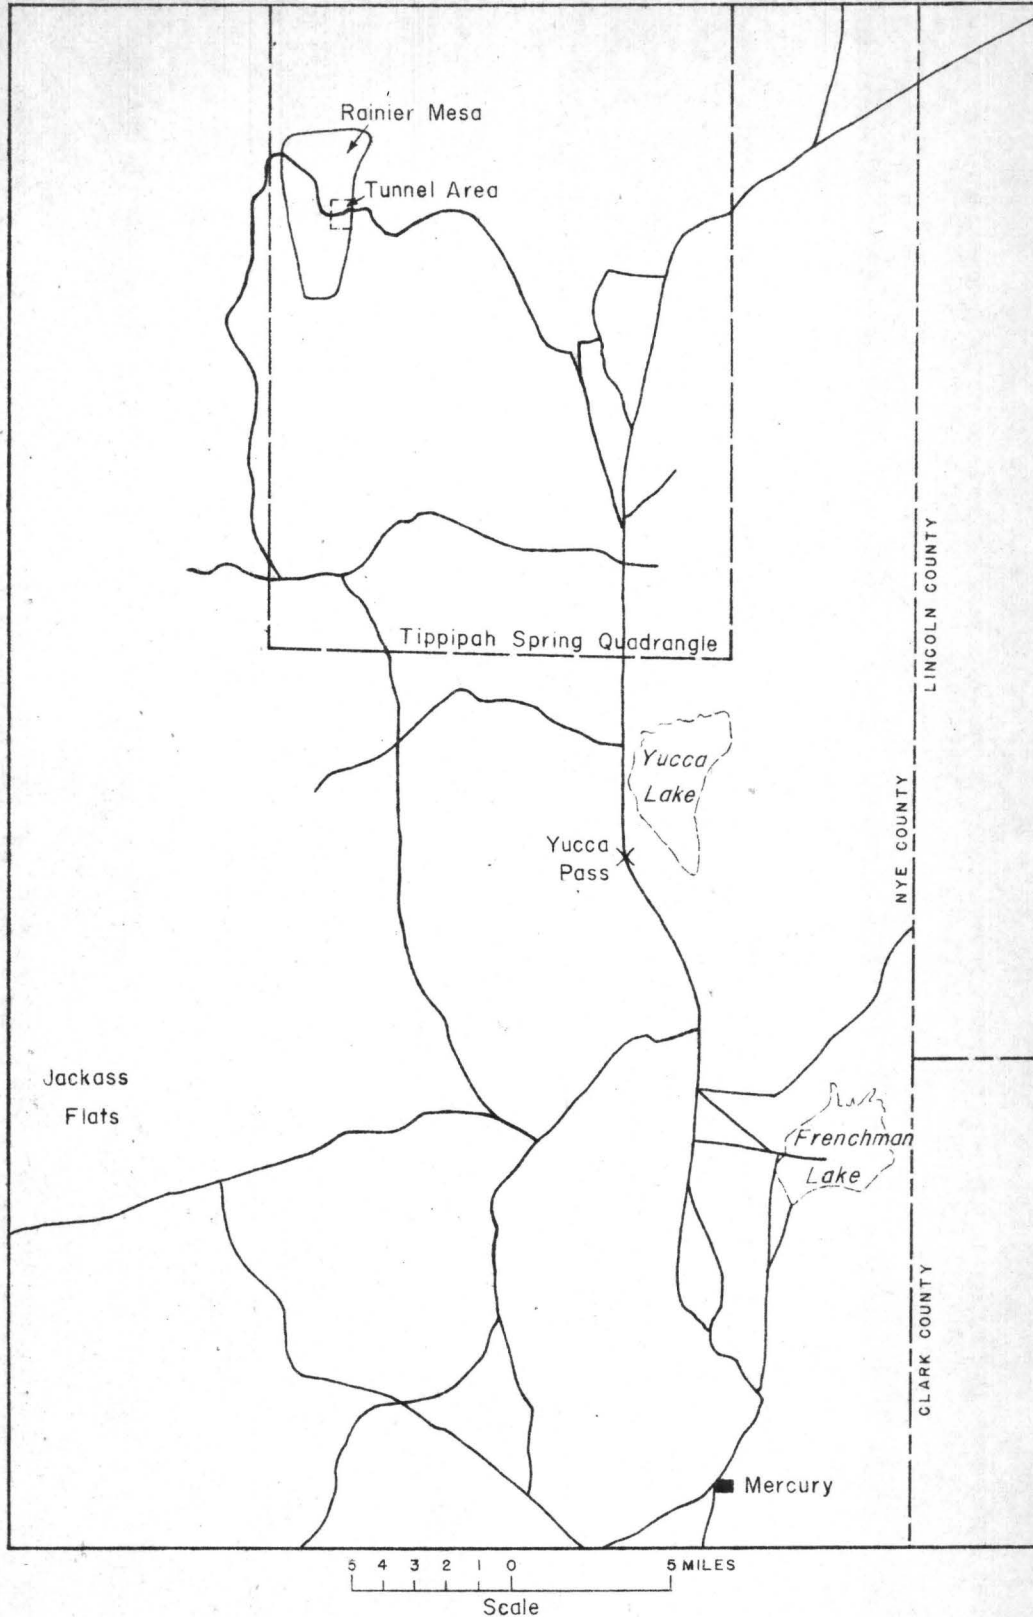 Rainier Mesa
Tunnel Area
Tippipah Spring Quadrangle
LINCOLN COUNTY
Yucca
Lake
NYE COUNTY
Yucca
Pass
Jackass
Flats
Frenchman
Lake
CLARK COUNTY
Mercury
5 4 3 2 1 0 5 MILES
Scale